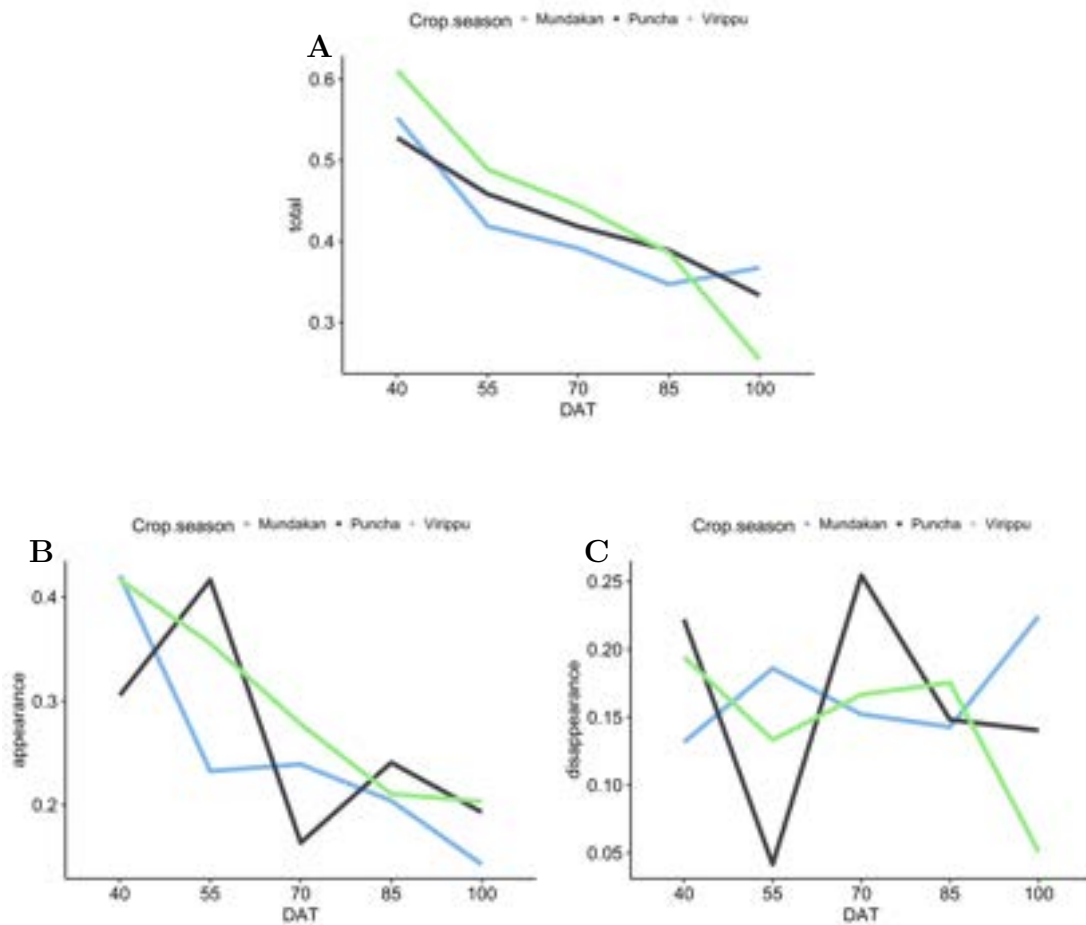 Crop.season Mundakan Puncha Virippu
A
0.6
0.5
0.4
0.3
total
40 55 70 85 100
DAT
Crop.season Mundakan Puncha Virippu
B
0.4
0.3
0.2
appearance
40 55 70 85 100
DAT
Crop.season Mundakan Puncha Virippu
C
0.25
0.20
0.15
0.10
0.05
disappearance
40 55 70 85 100
DAT